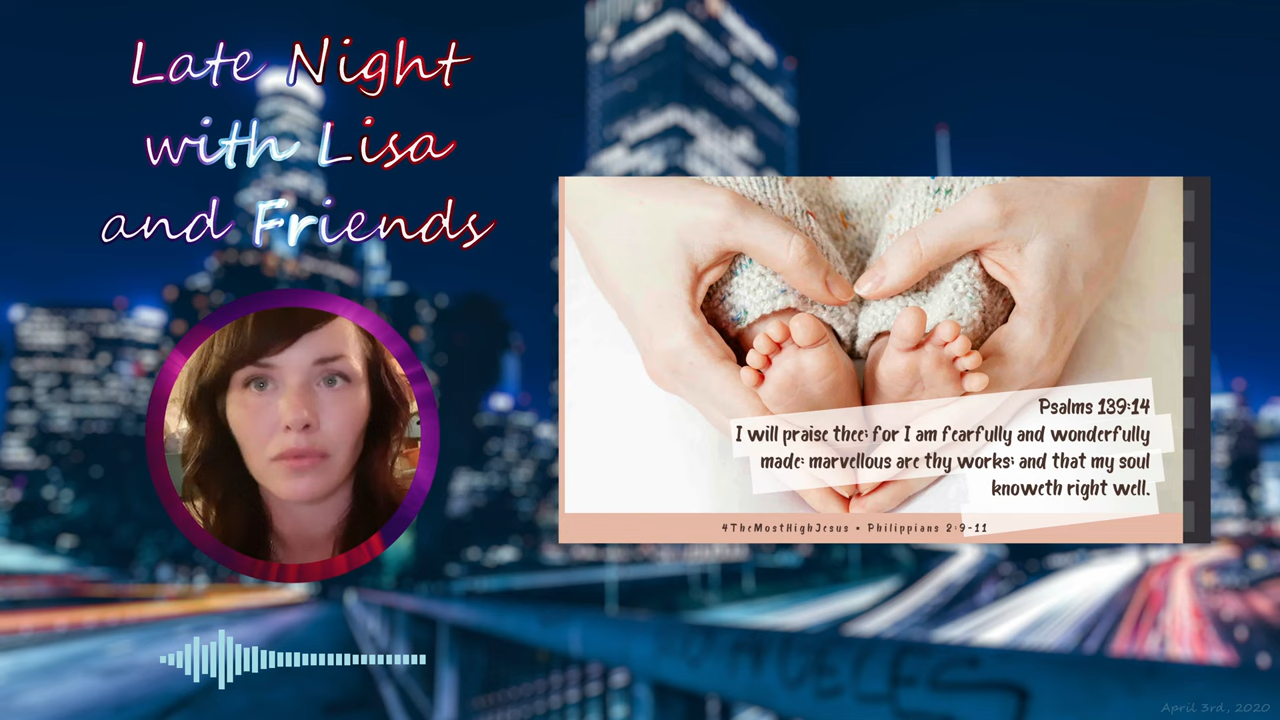 Late Night
with Lisa
and Friends
Psalms 139:14
I will praise thee; for I am fearfully and wonderfully
made: marvellous are thy works; and that my soul
knoweth right well.
4TheMostHighJesus • Philippians 2:9-11
ANGELES
April 3rd, 2020